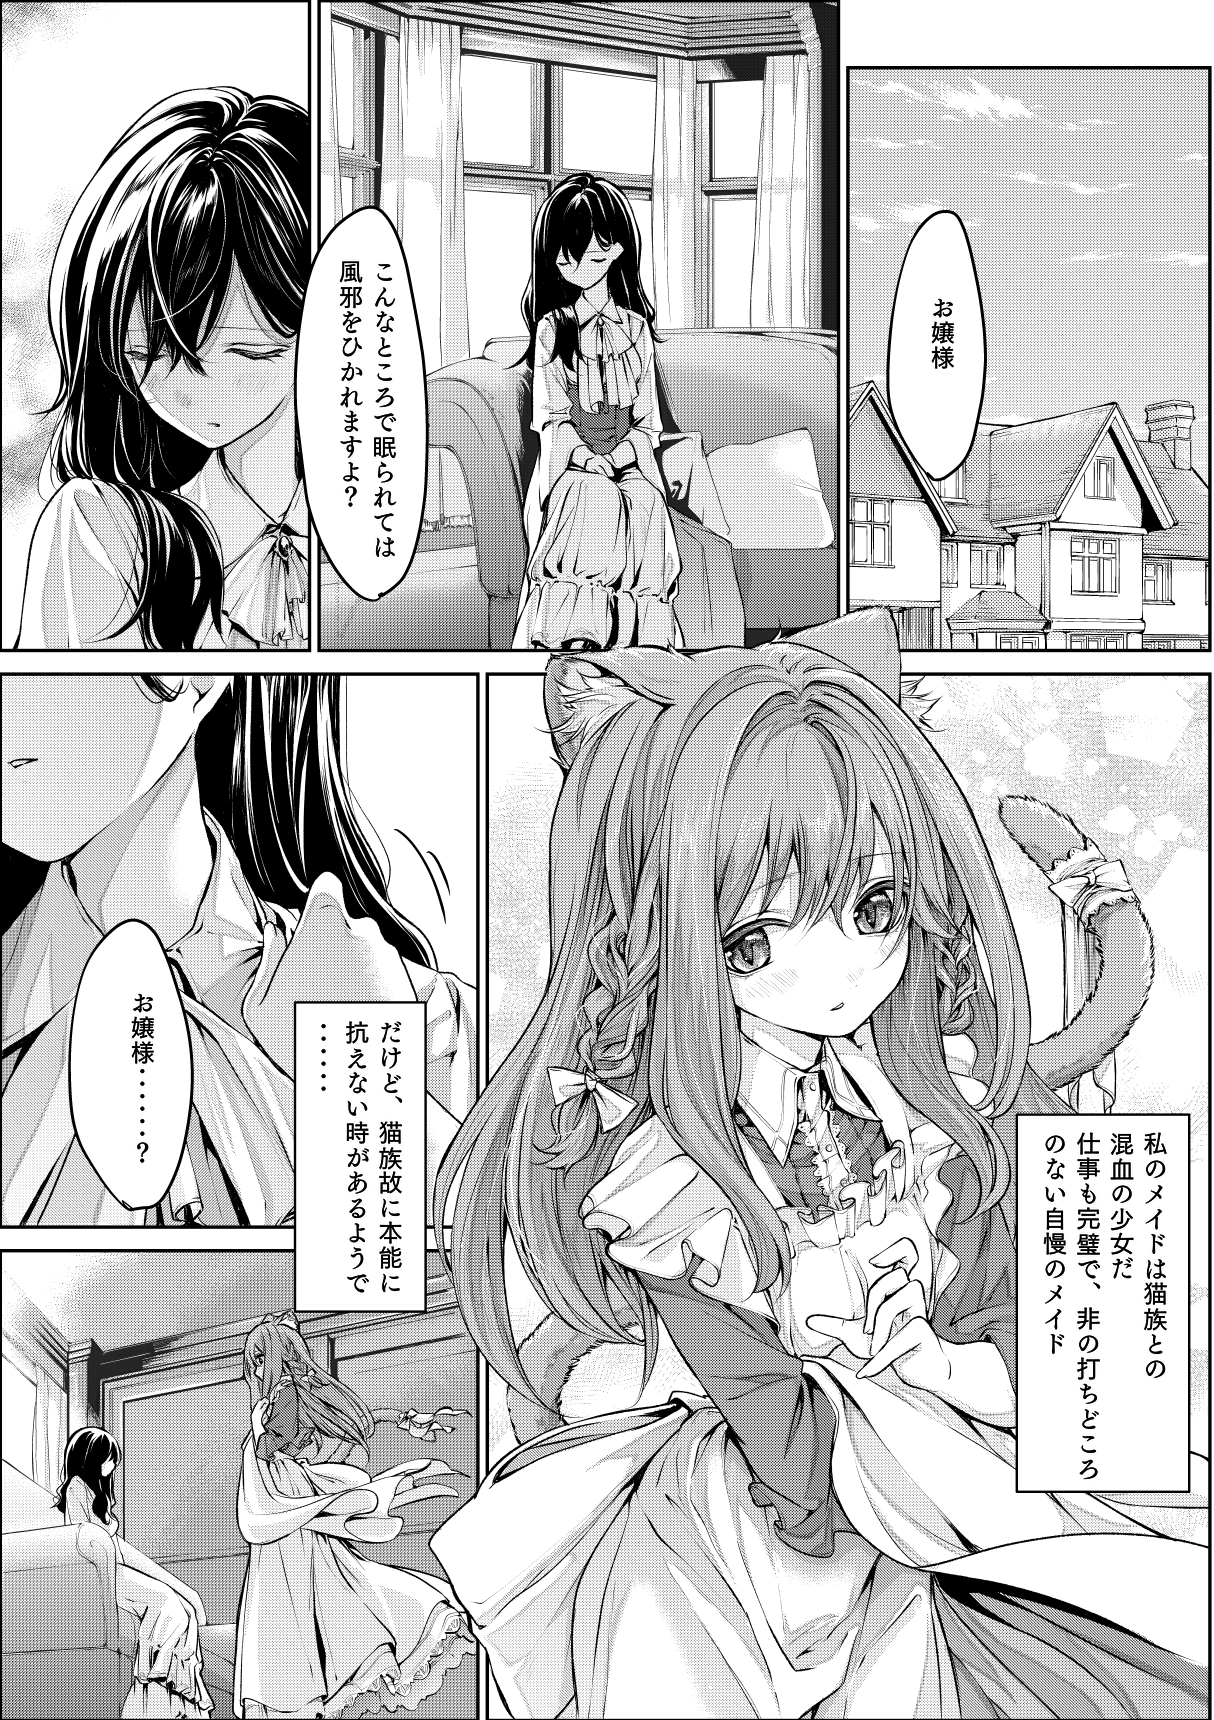 お嬢様
こんなところで眠られては
風邪をひかれますよ？
私のメイドは猫族との
混血の少女だ
仕事も完璧で、非の打ちどころ
のない自慢のメイド
だけど、猫族故に本能に
抗えない時があるようで
・・・・・
お嬢様・・・・・・？